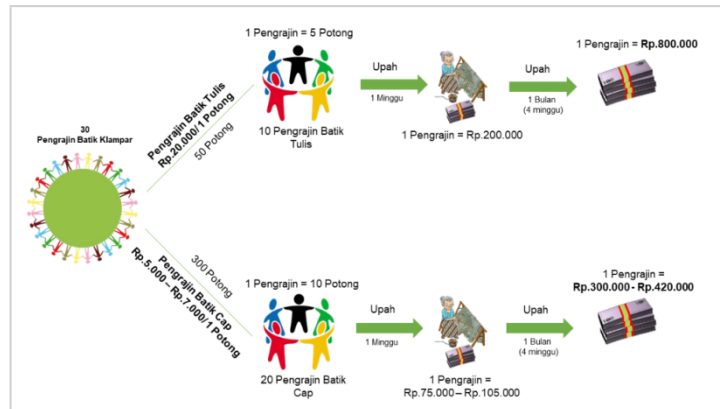 30
Pengrajin Batik Klampar
Pengrajin Batik Tulis
Rp.20.000/1 Potong
50 Potong
1 Pengrajin = 5 Potong
10 Pengrajin Batik
Tulis
Upah
1 Minggu
1 Pengrajin = Rp.200.000
Upah
1 Bulan
(4 minggu)
1 Pengrajin = Rp.800.000
300 Potong
Pengrajin Batik Cap
Rp.5.000 – Rp.7.000/1 Potong
1 Pengrajin = 10 Potong
20 Pengrajin Batik
Cap
Upah
1 Minggu
1 Pengrajin =
Rp.75.000 – Rp.105.000
Upah
1 Bulan
(4 minggu)
1 Pengrajin =
Rp.300.000 - Rp.420.000